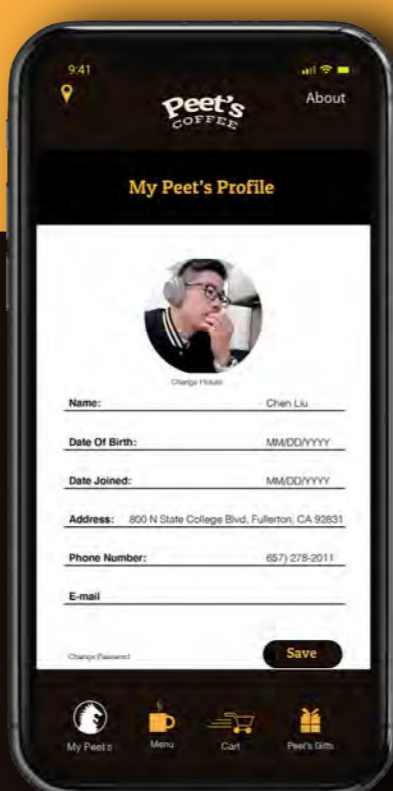 9:41
About
Peet's
COFFEE
My Peet's Profile
Change Picture
Name: Chen Liu
Date Of Birth: MM/DD/YYYY
Date Joined: MM/DD/YYYY
Address: 800 N State College Blvd, Fullerton, CA 92831
Phone Number: 657) 278-2011
E-mail
Change Password
Save
My Peet's
Menu
Cart
Peet's Gifts